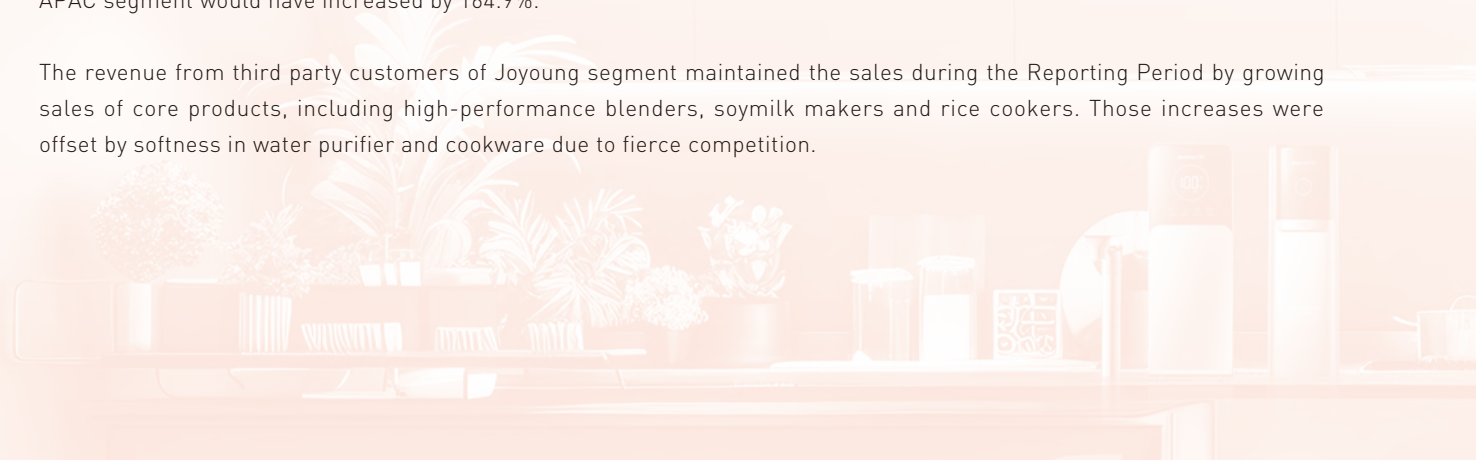 APAC segment would have increased by 164.9%.
The revenue from third party customers of Joyoung segment maintained the sales during the Reporting Period by growing
sales of core products, including high-performance blenders, soymilk makers and rice cookers. Those increases were
offset by softness in water purifier and cookware due to fierce competition.
100